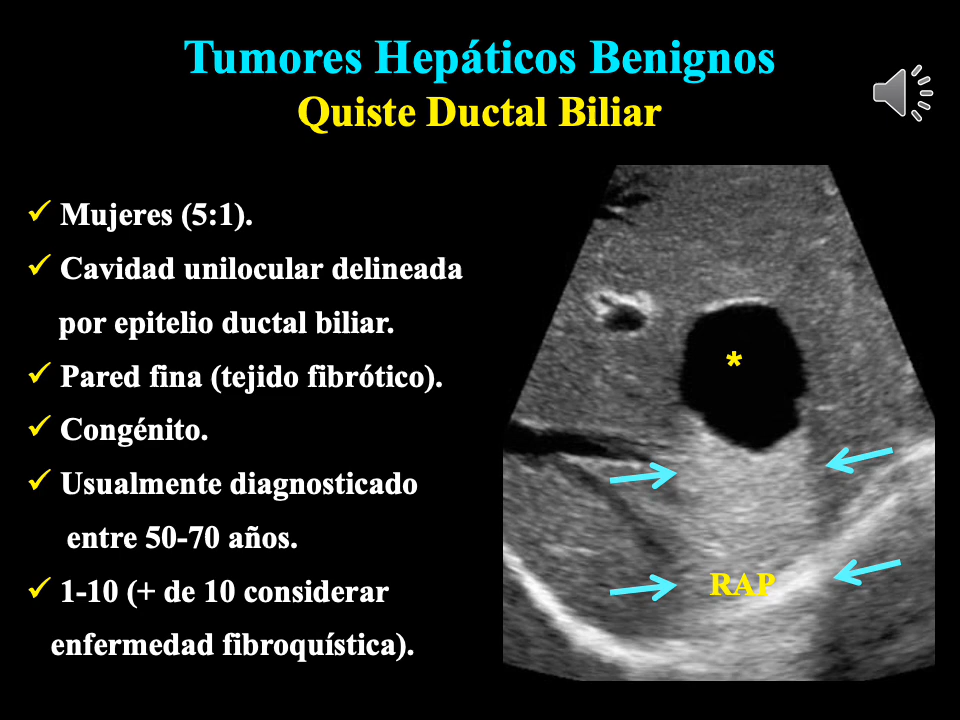 Tumores Hepáticos Benignos
Quiste Ductal Biliar
✓ Mujeres (5:1).
✓ Cavidad unilocular delineada
por epitelio ductal biliar.
✓ Pared fina (tejido fibrótico).
✓ Congénito.
✓ Usualmente diagnosticado
entre 50-70 años.
✓ 1-10 (+ de 10 considerar
enfermedad fibroquística).
*
RAP